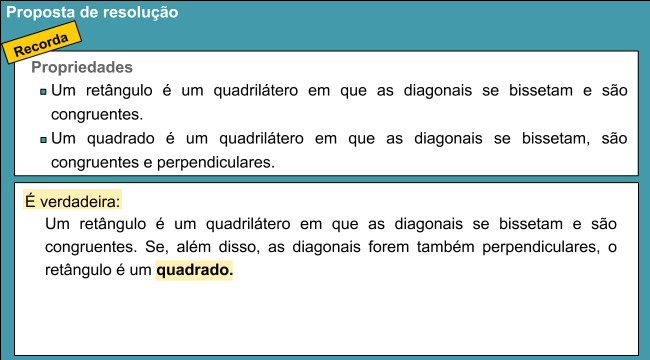 Proposta de resolução
Recorda
Propriedades
Um retângulo é um quadrilátero em que as diagonais se bissetam e são
congruentes.
Um quadrado é um quadrilátero em que as diagonais se bissetam, são
congruentes e perpendiculares.
É verdadeira:
Um retângulo é um quadrilátero em que as diagonais se bissetam e são
congruentes. Se, além disso, as diagonais forem também perpendiculares, o
retângulo é um quadrado.